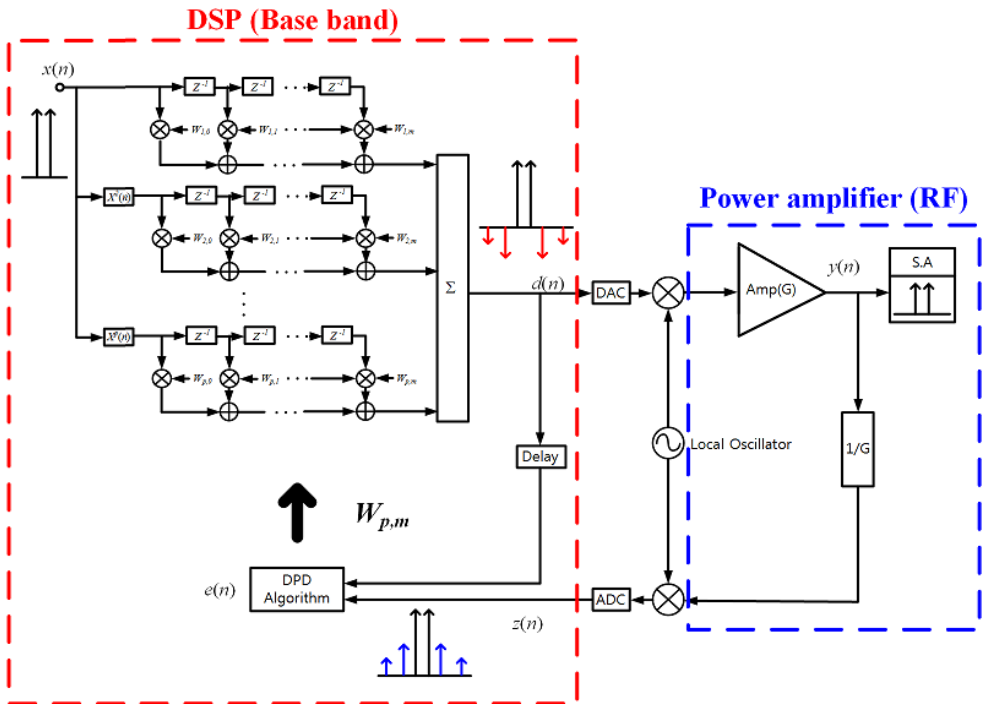 DSP (Base band)
x(n)
Z⁻¹ Z⁻¹ ... Z⁻¹
W1,0 W1,1 ... W1,m
... ...
X²(n) Z⁻¹ Z⁻¹ ... Z⁻¹
W2,0 W2,1 ... W2,m
... ...
Xᵖ(n) Z⁻¹ Z⁻¹ ... Z⁻¹
Wp,0 Wp,1 ... Wp,m
Σ
d(n)
DAC
Power amplifier (RF)
Amp(G)
y(n)
S.A
Delay
Local Oscillator
1/G
Wp,m
e(n)
DPD
Algorithm
z(n)
ADC